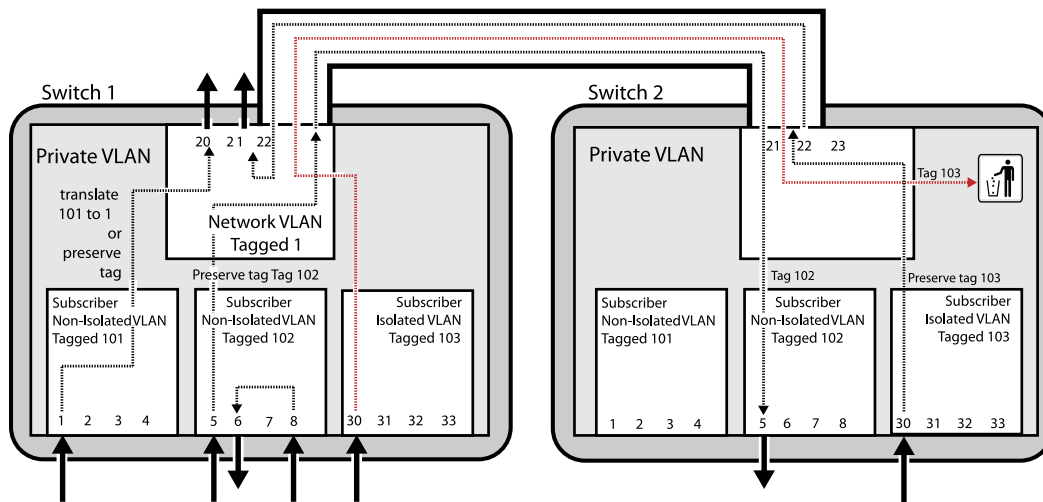 Switch 1
Private VLAN
20 21 22
translate
101 to 1
or
preserve
tag
Network VLAN
Tagged 1
Preserve tag Tag 102
Subscriber
Non-IsolatedVLAN
Tagged 101
1 2 3 4
Subscriber
Non-IsolatedVLAN
Tagged 102
5 6 7 8
Subscriber
Isolated VLAN
Tagged 103
30 31 32 33
Switch 2
Private VLAN
21 22 23
Tag 103
Tag 102
Preserve tag 103
Subscriber
Non-IsolatedVLAN
Tagged 101
1 2 3 4
Subscriber
Non-IsolatedVLAN
Tagged 102
5 6 7 8
Subscriber
Isolated VLAN
Tagged 103
30 31 32 33